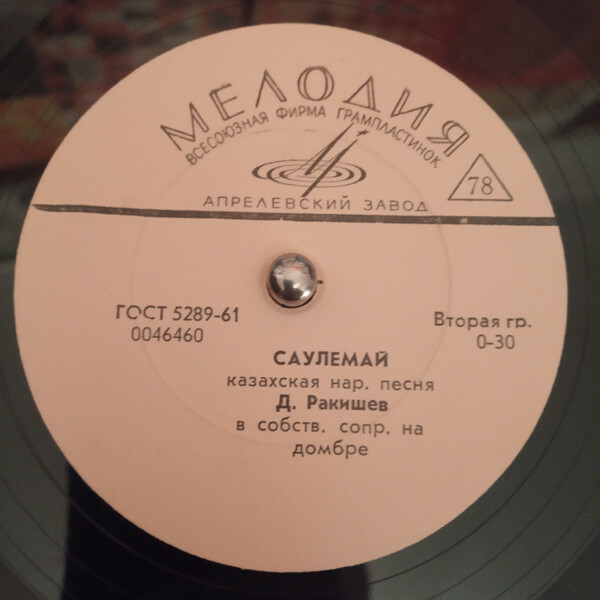 МЕЛОДИЯ
ВСЕСОЮЗНАЯ ФИРМА ГРАМПЛАСТИНОК
78
АПРЕЛЕВСКИЙ ЗАВОД
ГОСТ 5289-61
0046460
Вторая гр.
0-30
САУЛЕМАЙ
казахская нар. песня
Д. Ракишев
в собств. сопр. на
домбре